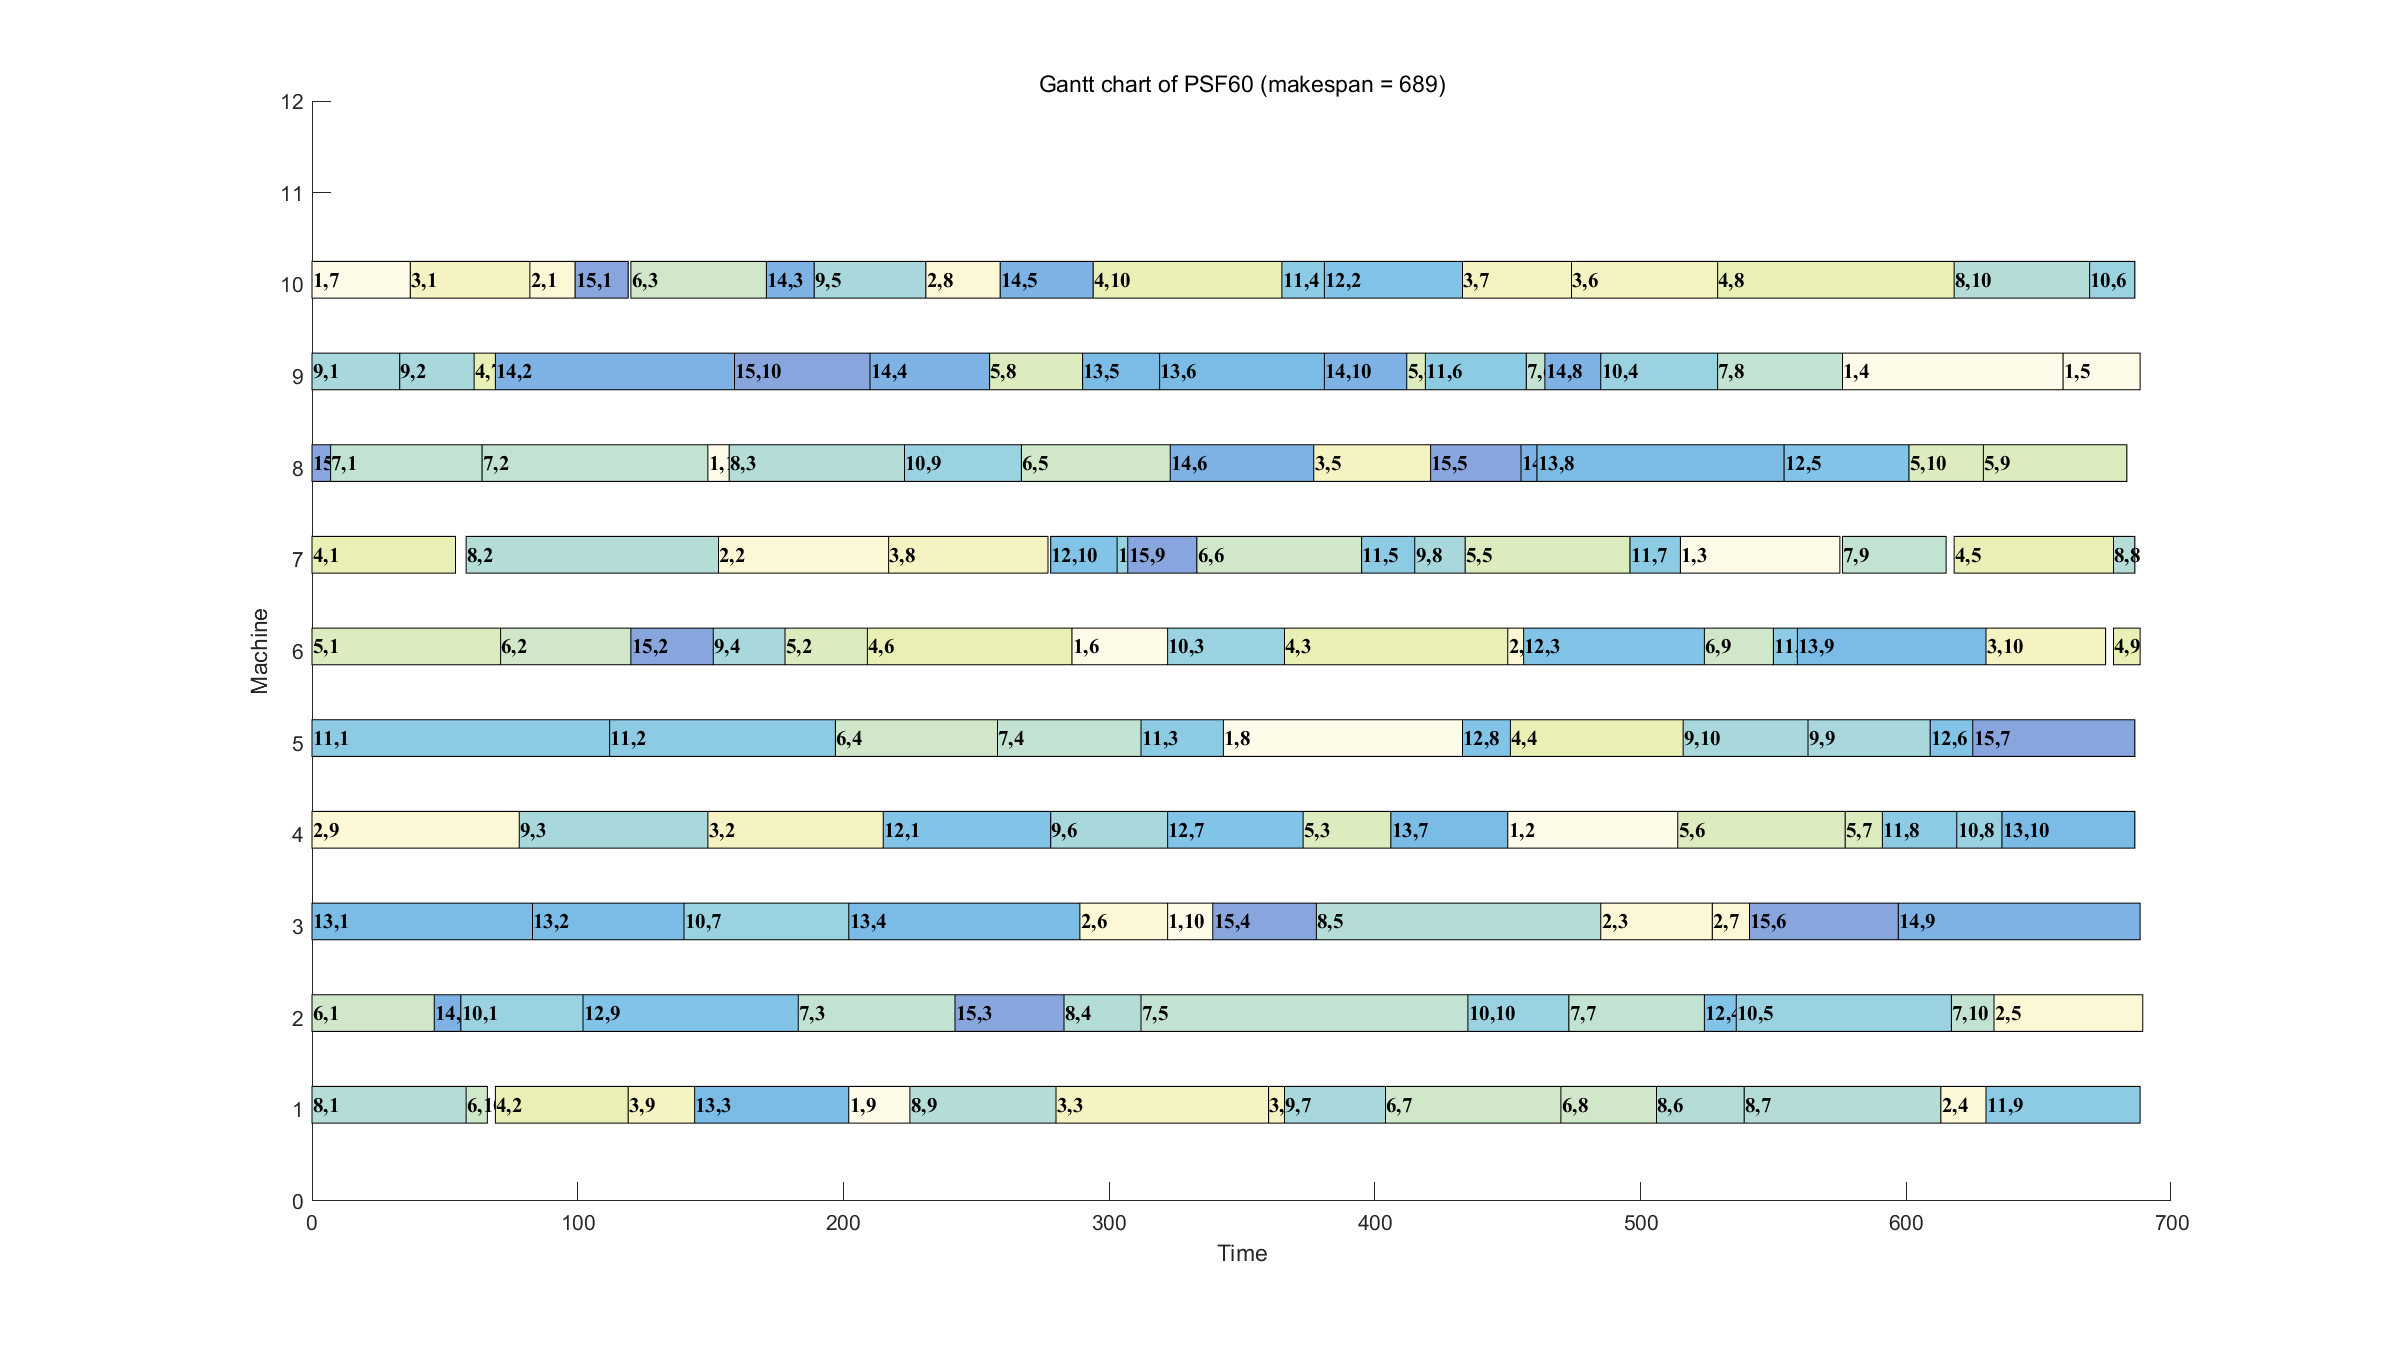 Gantt chart of PSF60 (makespan = 689)
12
11
10 1,7 3,1 2,1 15,1 6,3 14,3 9,5 2,8 14,5 4,10 11,4 12,2 3,7 3,6 4,8 8,10 10,6
9 9,1 9,2 4, 14,2 15,10 14,4 5,8 13,5 13,6 14,10 5, 11,6 7, 14,8 10,4 7,8 1,4 1,5
8 15 7,1 7,2 1, 8,3 10,9 6,5 14,6 3,5 15,5 14 13,8 12,5 5,10 5,9
7 4,1 8,2 2,2 3,8 12,10 1 15,9 6,6 11,5 9,8 5,5 11,7 1,3 7,9 4,5 8,8
Machine
6 5,1 6,2 15,2 9,4 5,2 4,6 1,6 10,3 4,3 2, 12,3 6,9 11, 13,9 3,10 4,9
5 11,1 11,2 6,4 7,4 11,3 1,8 12,8 4,4 9,10 9,9 12,6 15,7
4 2,9 9,3 3,2 12,1 9,6 12,7 5,3 13,7 1,2 5,6 5,7 11,8 10,8 13,10
3 13,1 13,2 10,7 13,4 2,6 1,10 15,4 8,5 2,3 2,7 15,6 14,9
2 6,1 14, 10,1 12,9 7,3 15,3 8,4 7,5 10,10 7,7 12,4 10,5 7,10 2,5
1 8,1 6,1 4,2 3,9 13,3 1,9 8,9 3,3 3, 9,7 6,7 6,8 8,6 8,7 2,4 11,9
0
0 100 200 300 400 500 600 700
Time